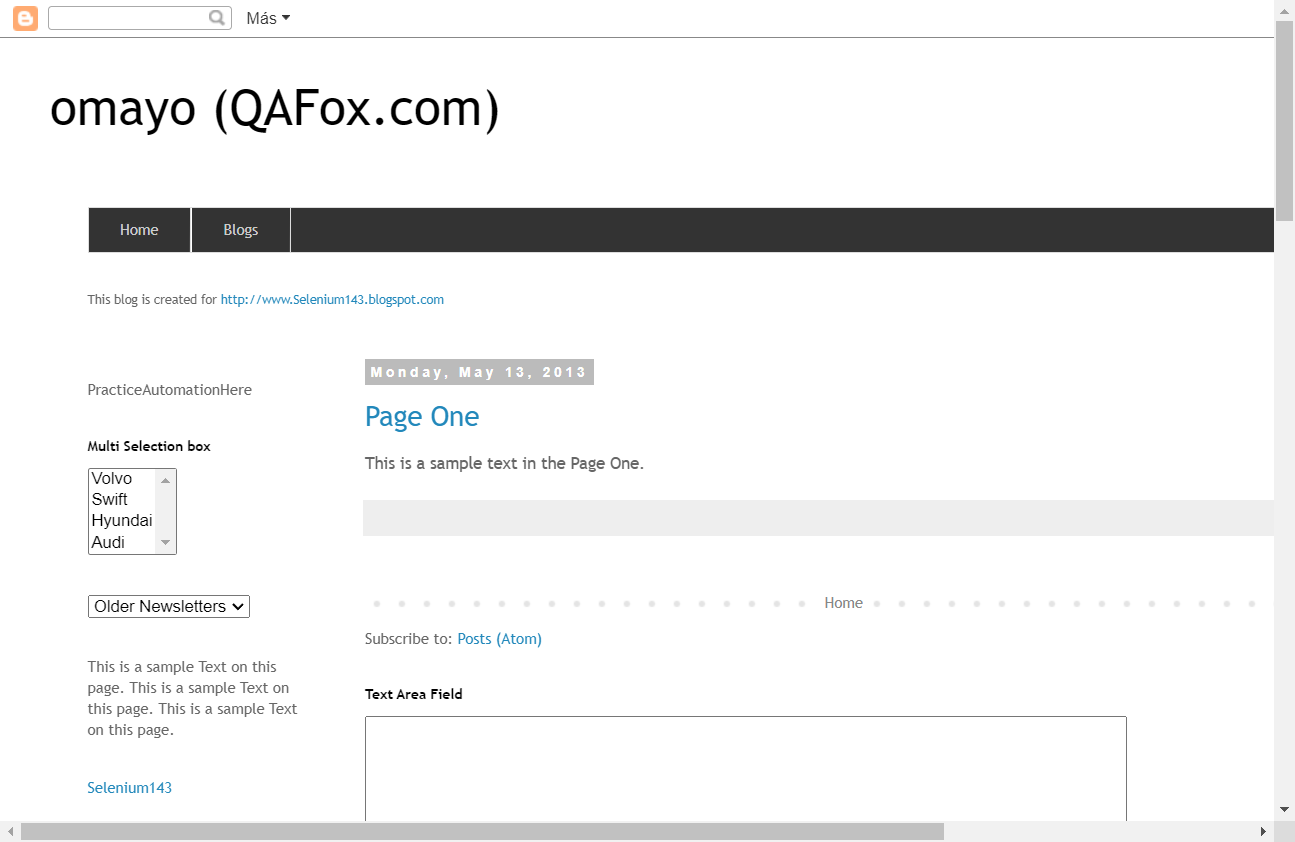 Más
omayo (QAFox.com)
Home
Blogs
This blog is created for http://www.Selenium143.blogspot.com
PracticeAutomationHere
Multi Selection box
Volvo
Swift
Hyundai
Audi
Older Newsletters
This is a sample Text on this
page. This is a sample Text on
this page. This is a sample Text
on this page.
Selenium143
Monday, May 13, 2013
Page One
This is a sample text in the Page One.
Home
Subscribe to: Posts (Atom)
Text Area Field